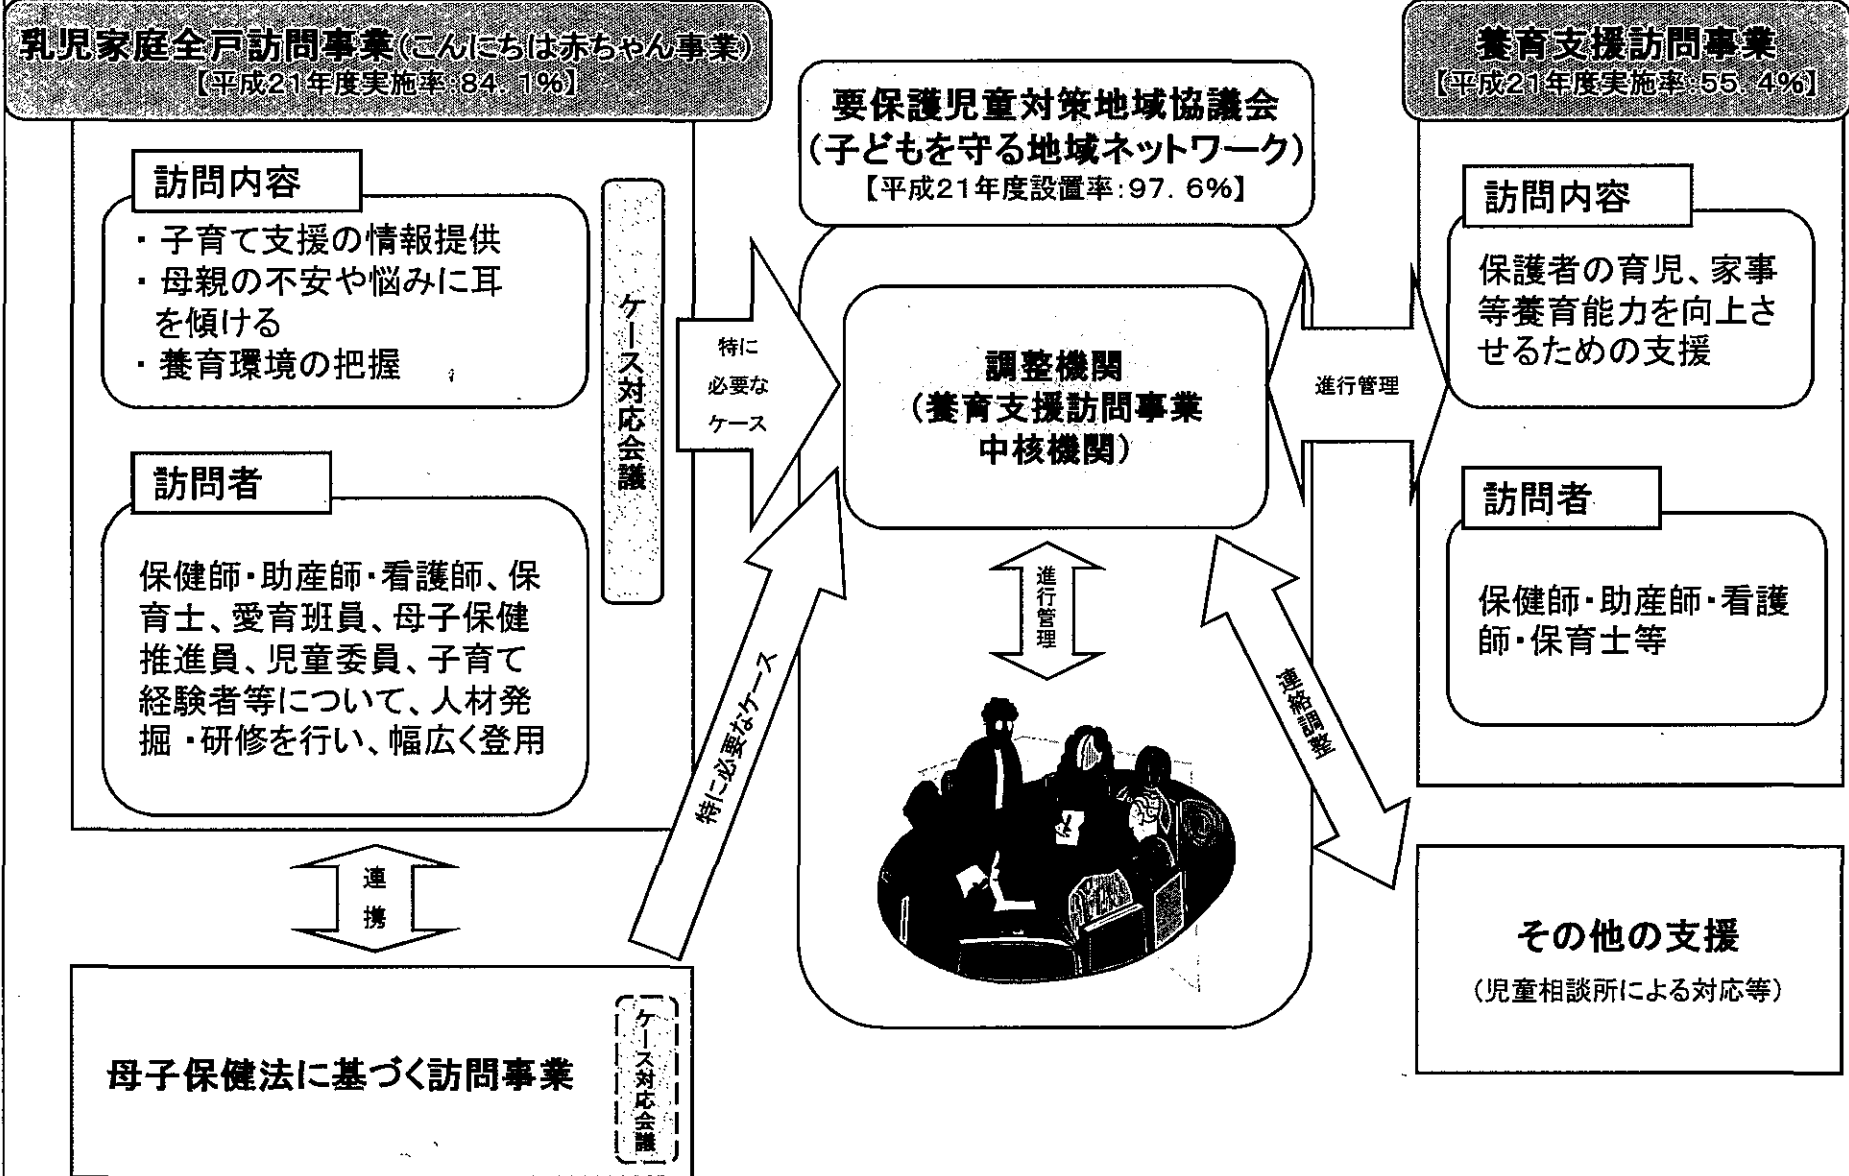 乳児家庭全戸訪問事業(こんにちは赤ちゃん事業)
【平成21年度実施率:84.1%】
訪問内容
・子育て支援の情報提供
・母親の不安や悩みに耳
を傾ける
・養育環境の把握
訪問者
保健師・助産師・看護師、保
育士、愛育班員、母子保健
推進員、児童委員、子育て
経験者等について、人材発
掘・研修を行い、幅広く登用
ケース対応会議
特に
必要な
ケース
連
携
母子保健法に基づく訪問事業
ケース対応会議
特に必要なケース
要保護児童対策地域協議会
(子どもを守る地域ネットワーク)
【平成21年度設置率:97.6%】
調整機関
(養育支援訪問事業
中核機関)
進行管理
進行管理
連絡調整
養育支援訪問事業
【平成21年度実施率:55.4%】
訪問内容
保護者の育児、家事
等養育能力を向上さ
せるための支援
訪問者
保健師・助産師・看護
師・保育士等
その他の支援
(児童相談所による対応等)